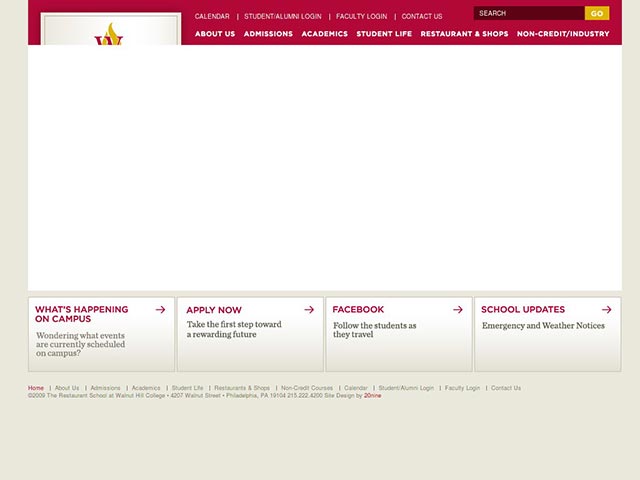 CALENDAR | STUDENT/ALUMNI LOGIN | FACULTY LOGIN | CONTACT US
SEARCH
GO
ABOUT US ADMISSIONS ACADEMICS STUDENT LIFE RESTAURANT & SHOPS NON-CREDIT/INDUSTRY
W
WHAT'S HAPPENING
ON CAMPUS
Wondering what events
are currently scheduled
on campus?
APPLY NOW
Take the first step toward
a rewarding future
FACEBOOK
Follow the students as
they travel
SCHOOL UPDATES
Emergency and Weather Notices
Home | About Us | Admissions | Academics | Student Life | Restaurants & Shops | Non-Credit Courses | Calendar | Student/Alumni Login | Faculty Login | Contact Us
©2009 The Restaurant School at Walnut Hill College • 4207 Walnut Street • Philadelphia, PA 19104 215.222.4200 Site Design by 20nine